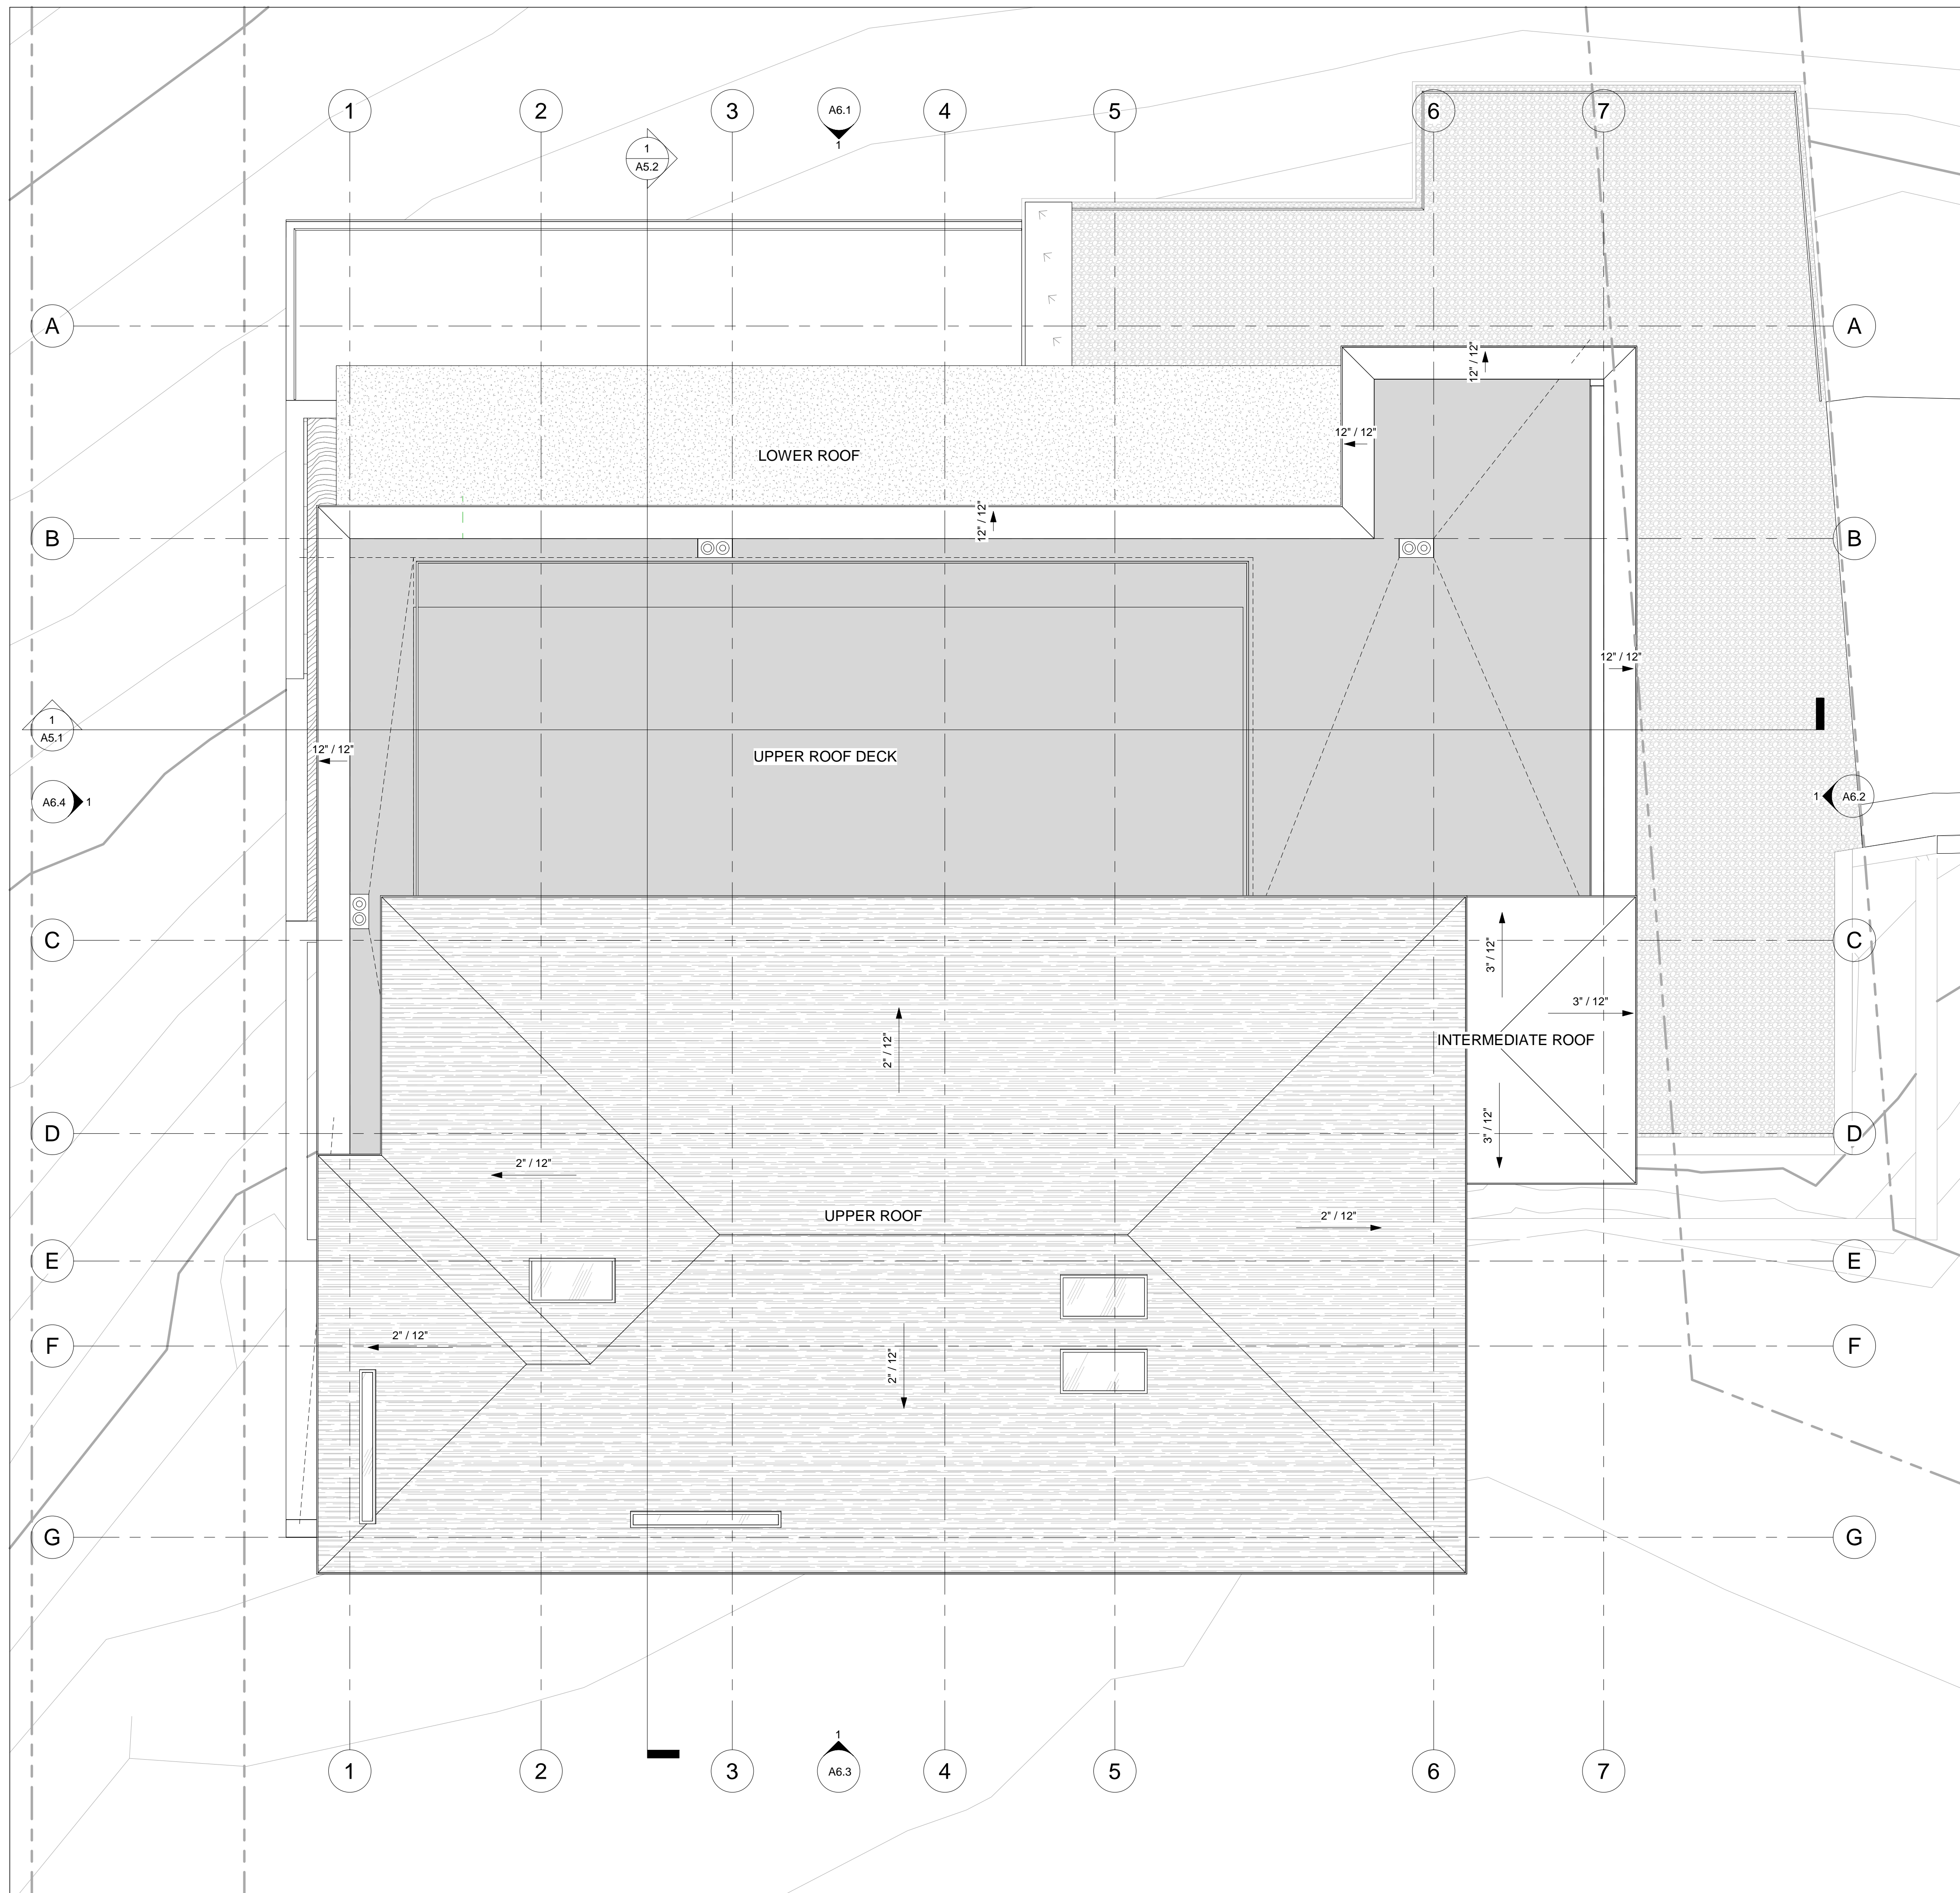 1
2
3
A6.1
1
4
5
6
7
1
A5.2
A
A
12" / 12"
12" / 12"
LOWER ROOF
12" / 12"
B
B
12" / 12"
1
A5.1
12" / 12"
UPPER ROOF DECK
A6.4
1
1
A6.2
C
C
3" / 12"
3" / 12"
2" / 12"
INTERMEDIATE ROOF
D
D
3" / 12"
2" / 12"
UPPER ROOF
2" / 12"
E
E
2" / 12"
F
F
2" / 12"
G
G
1
1
2
3
A6.3
4
5
6
7